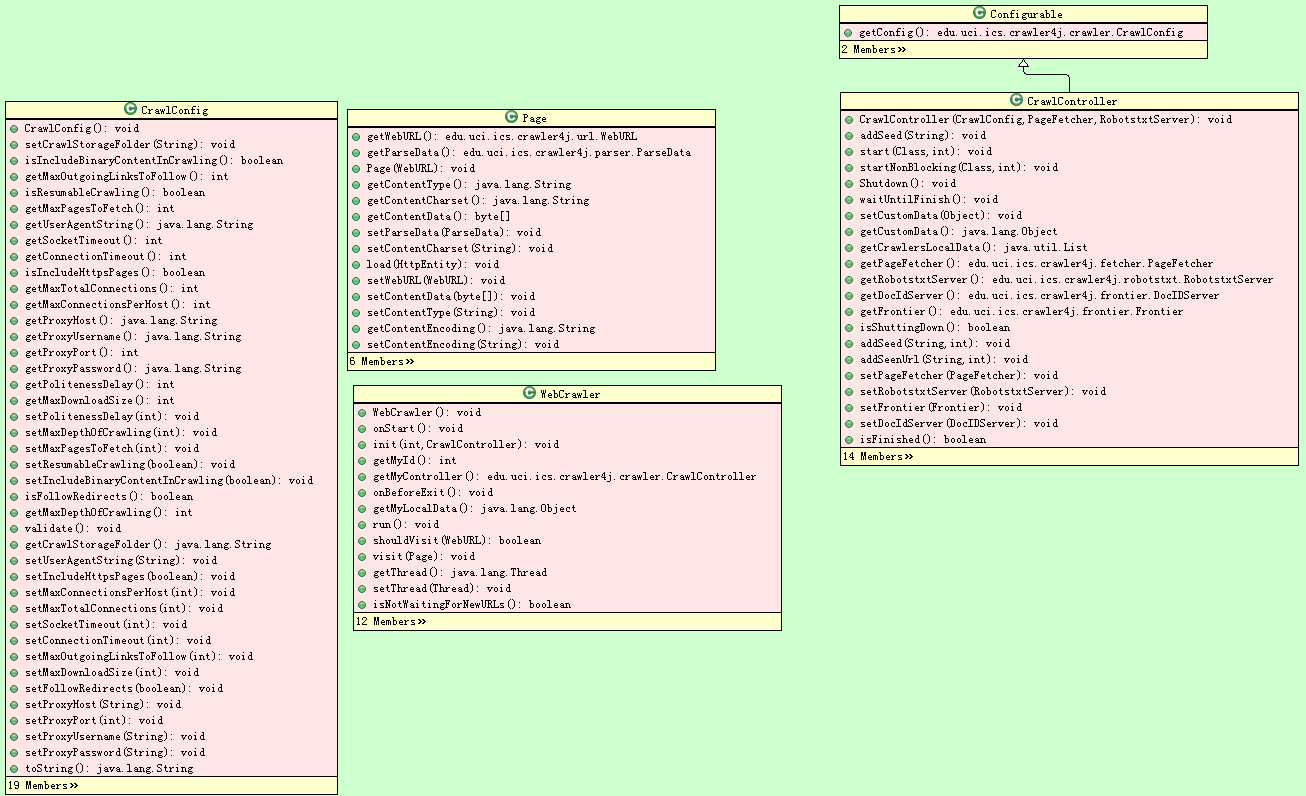 CrawlConfig
CrawlConfig(): void
setCrawlStorageFolder(String): void
isIncludeBinaryContentInCrawling(): boolean
getMaxOutgoingLinksToFollow(): int
isResumableCrawling(): boolean
getMaxPagesToFetch(): int
getUserAgentString(): java.lang.String
getSocketTimeout(): int
getConnectionTimeout(): int
isIncludeHttpsPages(): boolean
getMaxTotalConnections(): int
getMaxConnectionsPerHost(): int
getProxyHost(): java.lang.String
getProxyUsername(): java.lang.String
getProxyPort(): int
getProxyPassword(): java.lang.String
getPolitenessDelay(): int
getMaxDownloadSize(): int
setPolitenessDelay(int): void
setMaxDepthOfCrawling(int): void
setMaxPagesToFetch(int): void
setResumableCrawling(boolean): void
setIncludeBinaryContentInCrawling(boolean): void
isFollowRedirects(): boolean
getMaxDepthOfCrawling(): int
validate(): void
getCrawlStorageFolder(): java.lang.String
setUserAgentString(String): void
setIncludeHttpsPages(boolean): void
setMaxConnectionsPerHost(int): void
setMaxTotalConnections(int): void
setSocketTimeout(int): void
setConnectionTimeout(int): void
setMaxOutgoingLinksToFollow(int): void
setMaxDownloadSize(int): void
setFollowRedirects(boolean): void
setProxyHost(String): void
setProxyPort(int): void
setProxyUsername(String): void
setProxyPassword(String): void
toString(): java.lang.String
19 Members»
Page
getWebURL(): edu.uci.ics.crawler4j.url.WebURL
getParseData(): edu.uci.ics.crawler4j.parser.ParseData
Page(WebURL): void
getContentType(): java.lang.String
getContentCharset(): java.lang.String
getContentData(): byte[]
setParseData(ParseData): void
setContentCharset(String): void
load(HttpEntity): void
setWebURL(WebURL): void
setContentData(byte[]): void
setContentType(String): void
getContentEncoding(): java.lang.String
setContentEncoding(String): void
6 Members»
WebCrawler
WebCrawler(): void
onStart(): void
init(int,CrawlController): void
getMyId(): int
getMyController(): edu.uci.ics.crawler4j.crawler.CrawlController
onBeforeExit(): void
getMyLocalData(): java.lang.Object
run(): void
shouldVisit(WebURL): boolean
visit(Page): void
getThread(): java.lang.Thread
setThread(Thread): void
isNotWaitingForNewURLs(): boolean
12 Members»
Configurable
getConfig(): edu.uci.ics.crawler4j.crawler.CrawlConfig
2 Members»
CrawlController
CrawlController(CrawlConfig,PageFetcher,RobotstxtServer): void
addSeed(String): void
start(Class,int): void
startNonBlocking(Class,int): void
Shutdown(): void
waitUntilFinish(): void
setCustomData(Object): void
getCustomData(): java.lang.Object
getCrawlersLocalData(): java.util.List
getPageFetcher(): edu.uci.ics.crawler4j.fetcher.PageFetcher
getRobotstxtServer(): edu.uci.ics.crawler4j.robotstxt.RobotstxtServer
getDocIdServer(): edu.uci.ics.crawler4j.frontier.DocIDServer
getFrontier(): edu.uci.ics.crawler4j.frontier.Frontier
isShuttingDown(): boolean
addSeed(String,int): void
addSeenUrl(String,int): void
setPageFetcher(PageFetcher): void
setRobotstxtServer(RobotstxtServer): void
setFrontier(Frontier): void
setDocIdServer(DocIDServer): void
isFinished(): boolean
14 Members»